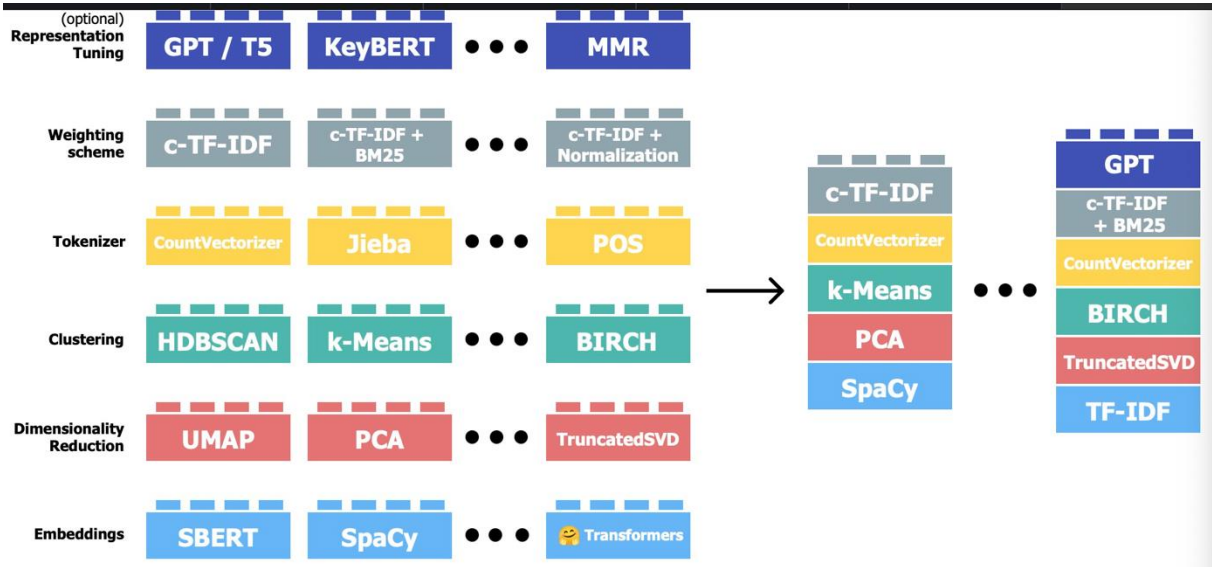 (optional)
Representation
Tuning
GPT / T5
KeyBERT
MMR
Weighting
scheme
c-TF-IDF
c-TF-IDF +
BM25
c-TF-IDF +
Normalization
Tokenizer
CountVectorizer
Jieba
POS
Clustering
HDBSCAN
k-Means
BIRCH
Dimensionality
Reduction
UMAP
PCA
TruncatedSVD
Embeddings
SBERT
SpaCy
🤗 Transformers
c-TF-IDF
CountVectorizer
k-Means
PCA
SpaCy
GPT
c-TF-IDF
+ BM25
CountVectorizer
BIRCH
TruncatedSVD
TF-IDF